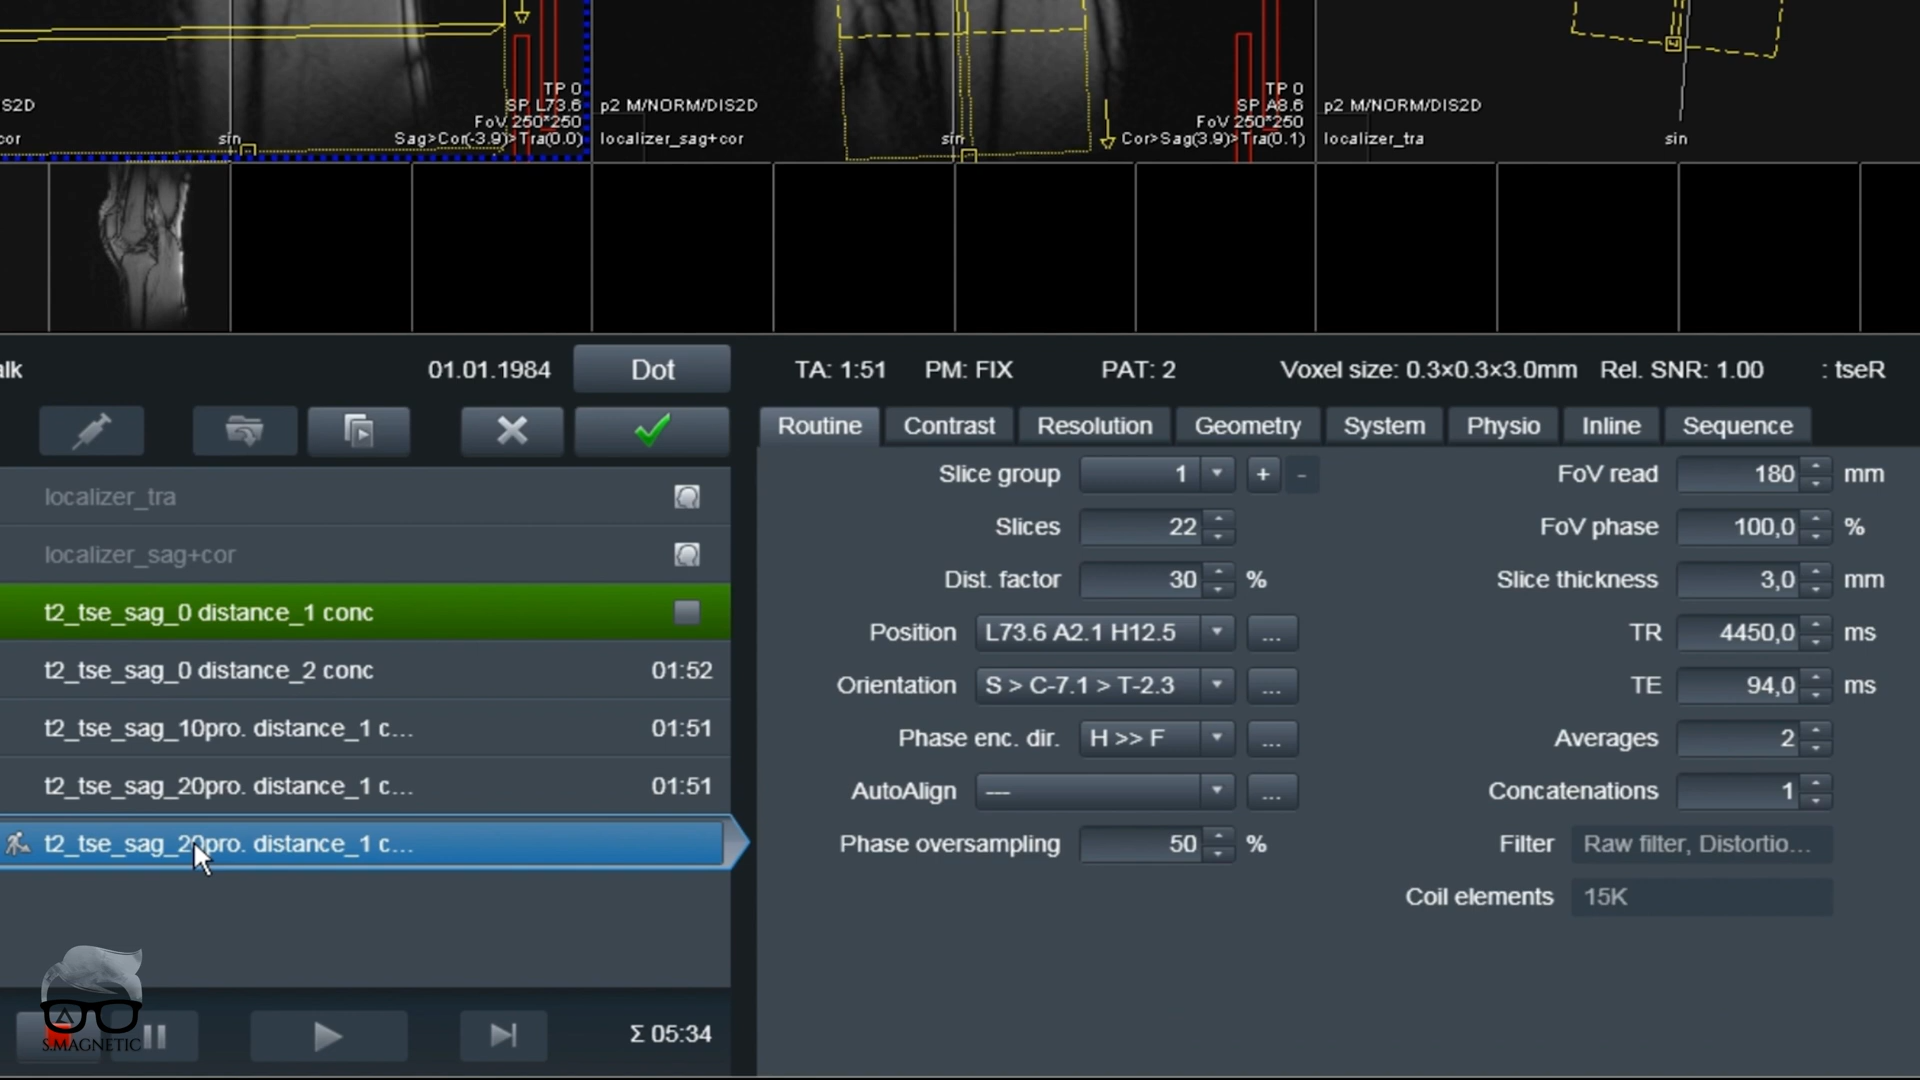 TP 0
S2D
SP L73.6
FoV 250*250
cor
sin
Sag>Cor(-3.9)>Tra(0.0)
TP 0
p2 M/NORM/DIS2D
SP A8.6
FoV 250*250
localizer_sag+cor
sin
Cor>Sag(3.9)>Tra(0.1)
p2 M/NORM/DIS2D
localizer_tra
sin
alk
01.01.1984
Dot
TA: 1:51
PM: FIX
PAT: 2
Voxel size: 0.3×0.3×3.0mm
Rel. SNR: 1.00
: tseR
Routine
Contrast
Resolution
Geometry
System
Physio
Inline
Sequence
localizer_tra
localizer_sag+cor
t2_tse_sag_0 distance_1 conc
t2_tse_sag_0 distance_2 conc 01:52
t2_tse_sag_10pro. distance_1 c... 01:51
t2_tse_sag_20pro. distance_1 c... 01:51
t2_tse_sag_20pro. distance_1 c...
Σ 05:34
S.MAGNETIC
Slice group 1 + -
Slices 22
Dist. factor 30 %
Position L73.6 A2.1 H12.5 ...
Orientation S > C-7.1 > T-2.3 ...
Phase enc. dir. H >> F ...
AutoAlign --- ...
Phase oversampling 50 %
FoV read 180 mm
FoV phase 100,0 %
Slice thickness 3,0 mm
TR 4450,0 ms
TE 94,0 ms
Averages 2
Concatenations 1
Filter Raw filter, Distortio...
Coil elements 15K